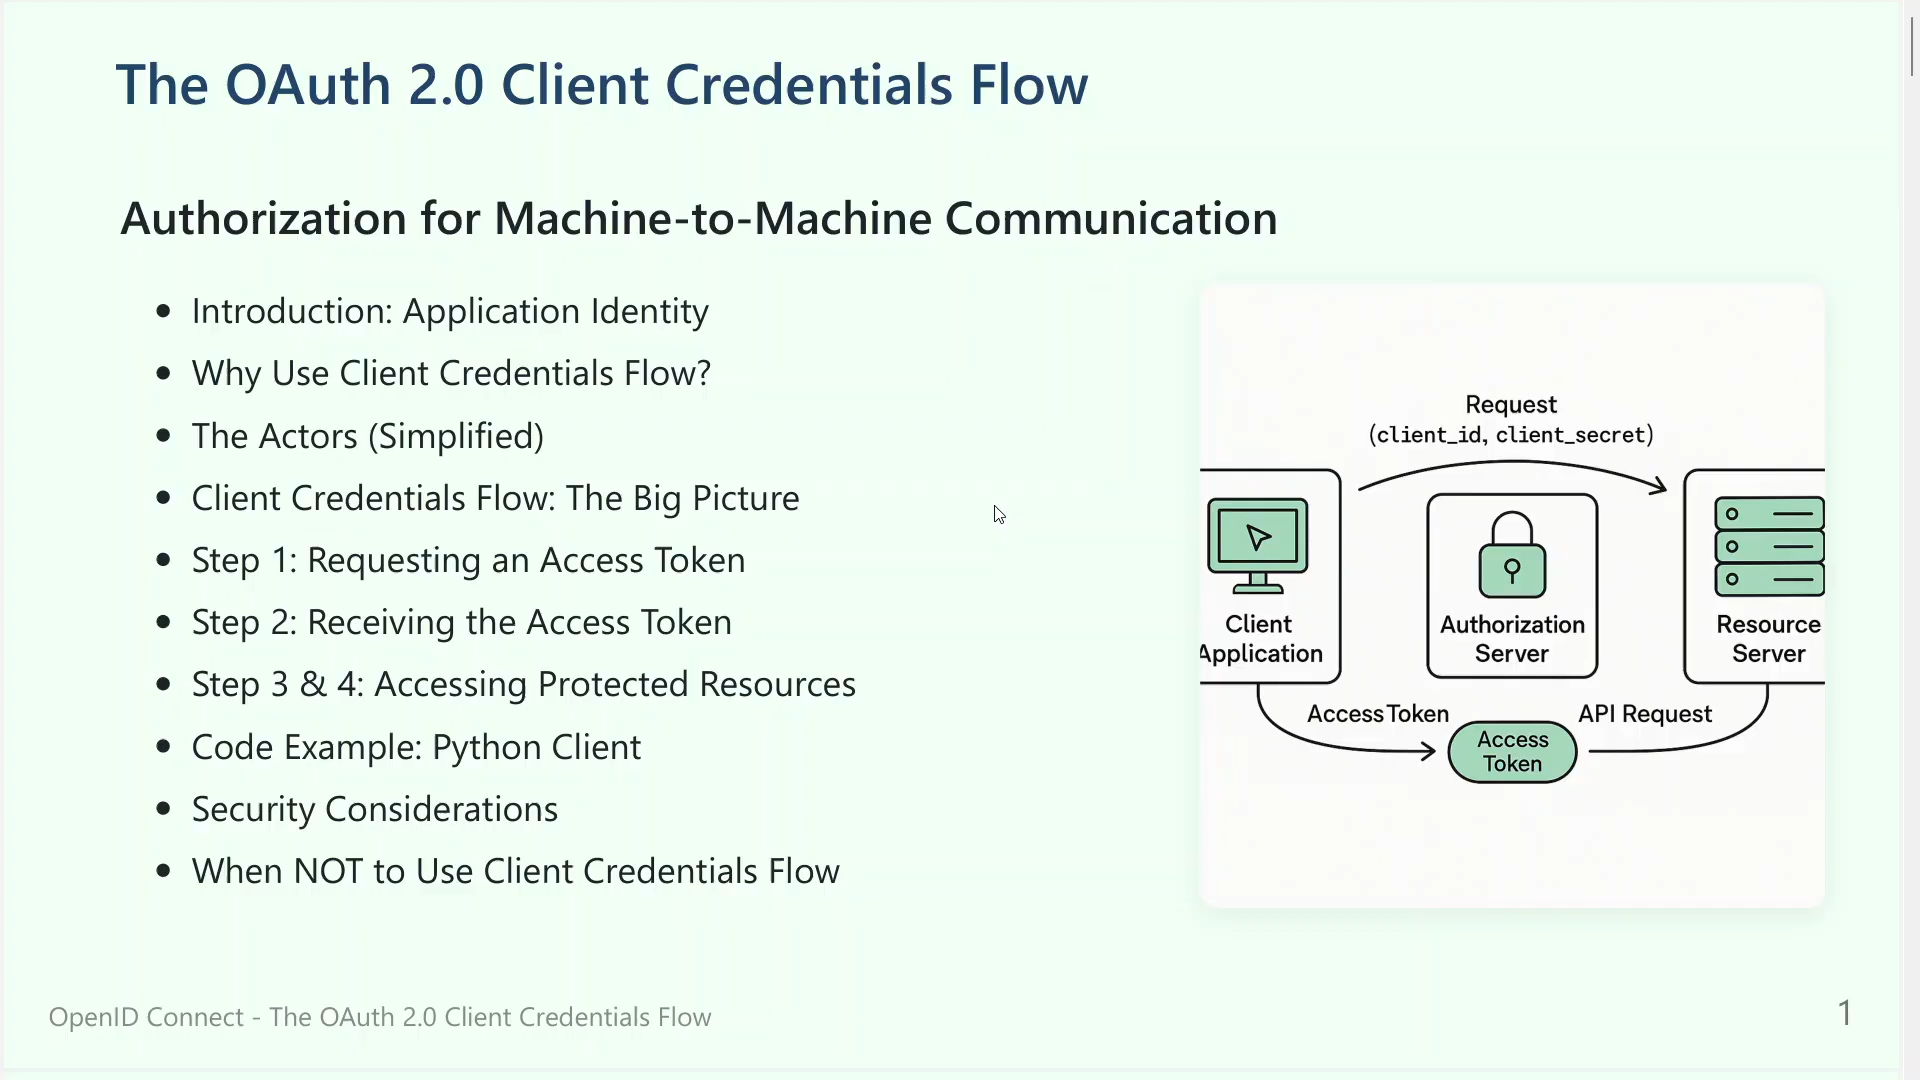 The OAuth 2.0 Client Credentials Flow
Authorization for Machine-to-Machine Communication
Introduction: Application Identity
Why Use Client Credentials Flow?
The Actors (Simplified)
Client Credentials Flow: The Big Picture
Step 1: Requesting an Access Token
Step 2: Receiving the Access Token
Step 3 & 4: Accessing Protected Resources
Code Example: Python Client
Security Considerations
When NOT to Use Client Credentials Flow
Request
(client_id, client_secret)
Client
Application
Authorization
Server
Resource
Server
Access Token
API Request
Access
Token
OpenID Connect - The OAuth 2.0 Client Credentials Flow
1